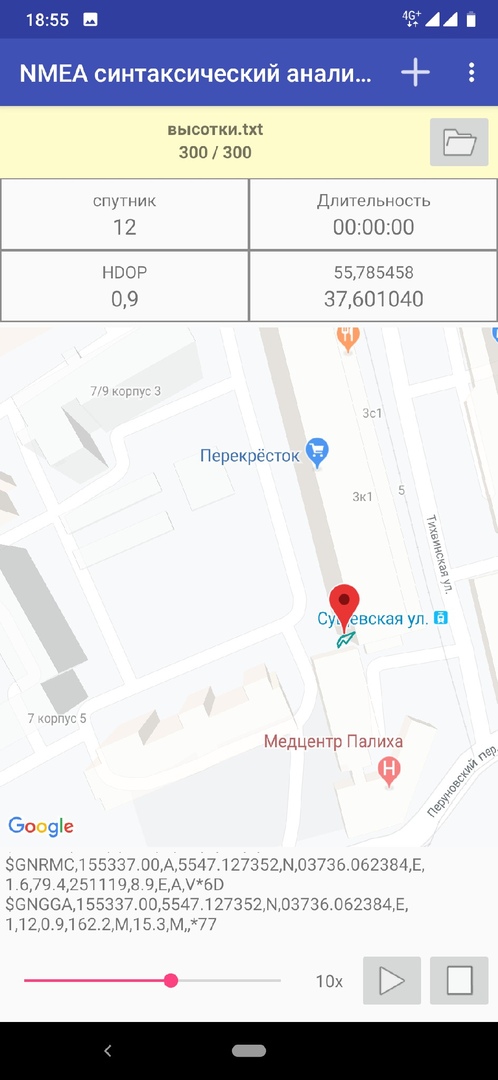 18:55
4G+
NMEA синтаксический анали...
высотки.txt
300 / 300
спутник
12
Длительность
00:00:00
HDOP
0,9
55,785458
37,601040
7/9 корпус 3
3с1
Перекрёсток
3к1
5
Тихвинская ул.
Сущевская ул.
7 корпус 5
Медцентр Палиха
H
Перуновский пер.
Google
$GNRMC,155337.00,A,5547.127352,N,03736.062384,E,
1.6,79.4,251119,8.9,E,A,V*6D
$GNGGA,155337.00,5547.127352,N,03736.062384,E,
1,12,0.9,162.2,M,15.3,M,,*77
10x